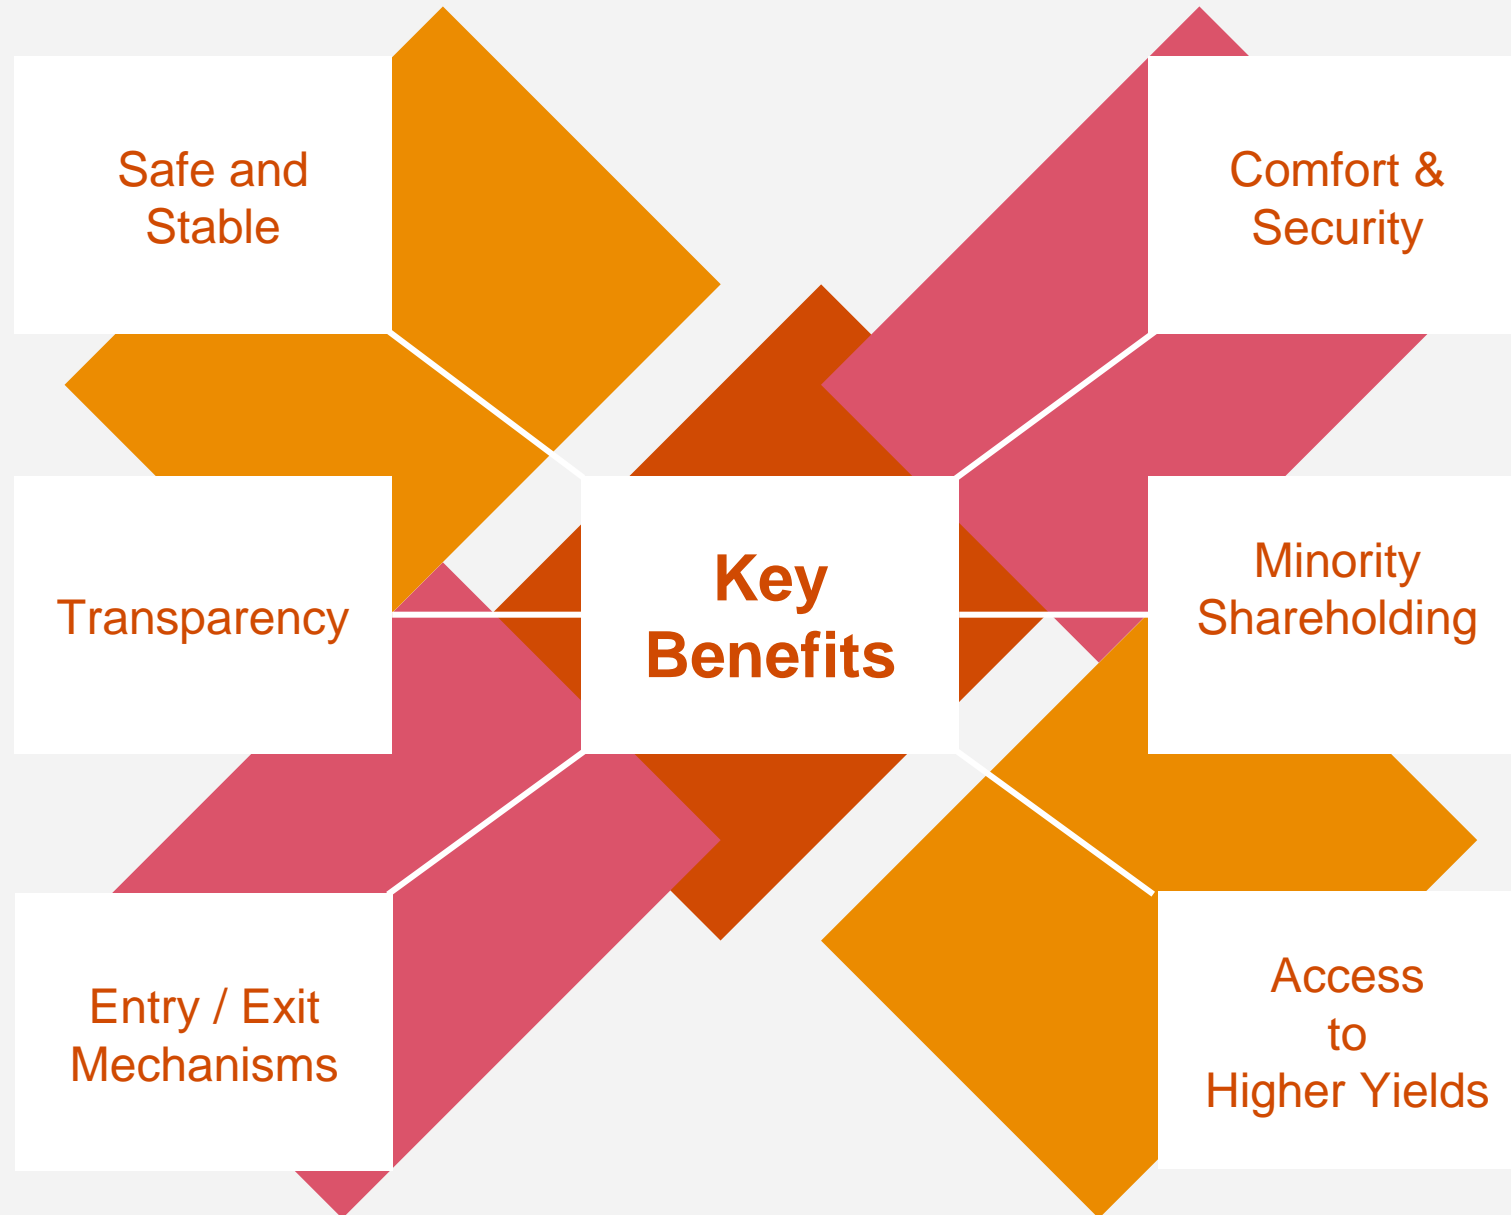 Safe and
Stable
Comfort &
Security
Transparency
Key
Benefits
Minority
Shareholding
Entry / Exit
Mechanisms
Access
to
Higher Yields